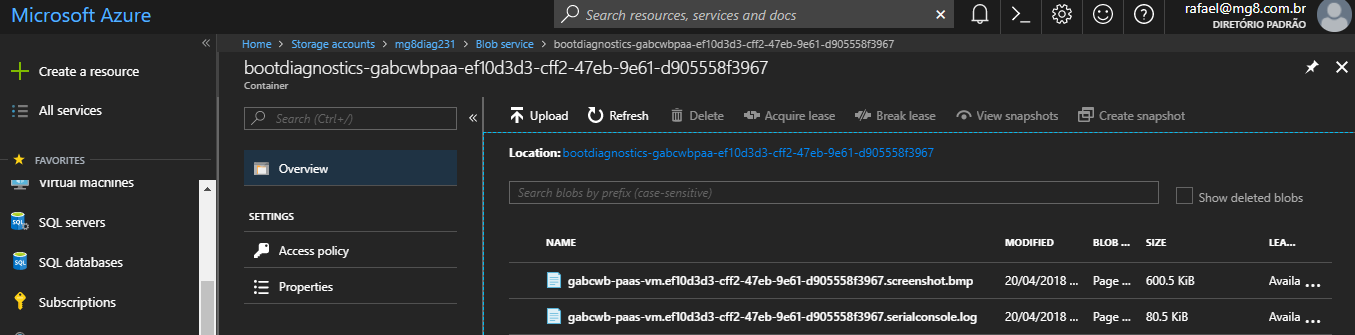 Microsoft Azure
Search resources, services and docs
rafael@mg8.com.br
DIRETÓRIO PADRÃO
Home > Storage accounts > mg8diag231 > Blob service > bootdiagnostics-gabcwbpaa-ef10d3d3-cff2-47eb-9e61-d905558f3967
bootdiagnostics-gabcwbpaa-ef10d3d3-cff2-47eb-9e61-d905558f3967
Container
Create a resource
All services
FAVORITES
Virtual machines
SQL servers
SQL databases
Subscriptions
Search (Ctrl+/)
Overview
SETTINGS
Access policy
Properties
Upload Refresh Delete Acquire lease Break lease View snapshots Create snapshot
Location: bootdiagnostics-gabcwbpaa-ef10d3d3-cff2-47eb-9e61-d905558f3967
Search blobs by prefix (case-sensitive)
Show deleted blobs
NAME MODIFIED BLOB ... SIZE LEA...
gabcwb-paas-vm.ef10d3d3-cff2-47eb-9e61-d905558f3967.screenshot.bmp 20/04/2018 ... Page ... 600.5 KiB Availa ...
gabcwb-paas-vm.ef10d3d3-cff2-47eb-9e61-d905558f3967.serialconsole.log 20/04/2018 ... Page ... 80.5 KiB Availa ...